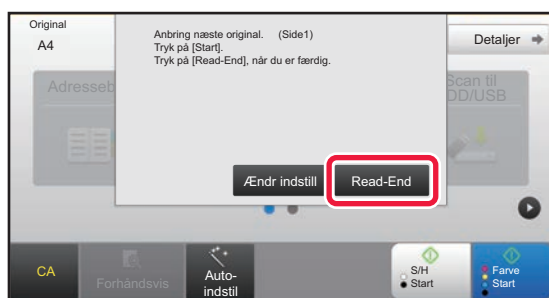 Original
A4
Anbring næste original. (Side1)
Tryk på [Start].
Tryk på [Read-End], når du er færdig.
Detaljer
Adresseb
Scan til
DD/USB
Ændr indstill
Read-End
CA
Forhåndsvis
Auto-
indstil
S/H
Start
Farve
Start